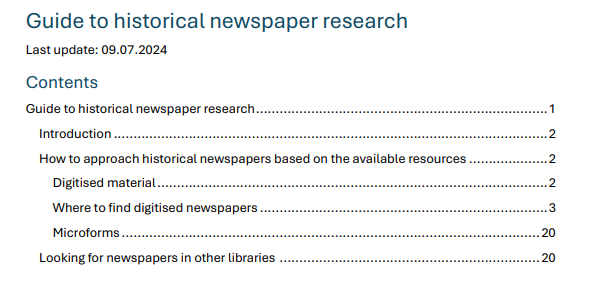 Guide to historical newspaper research
Last update: 09.07.2024
Contents
Guide to historical newspaper research........................................................................................1
Introduction.................................................................................................................................2
How to approach historical newspapers based on the available resources.......................2
Digitised material.....................................................................................................................2
Where to find digitised newspapers.......................................................................................3
Microforms..............................................................................................................................20
Looking for newspapers in other libraries................................................................................20